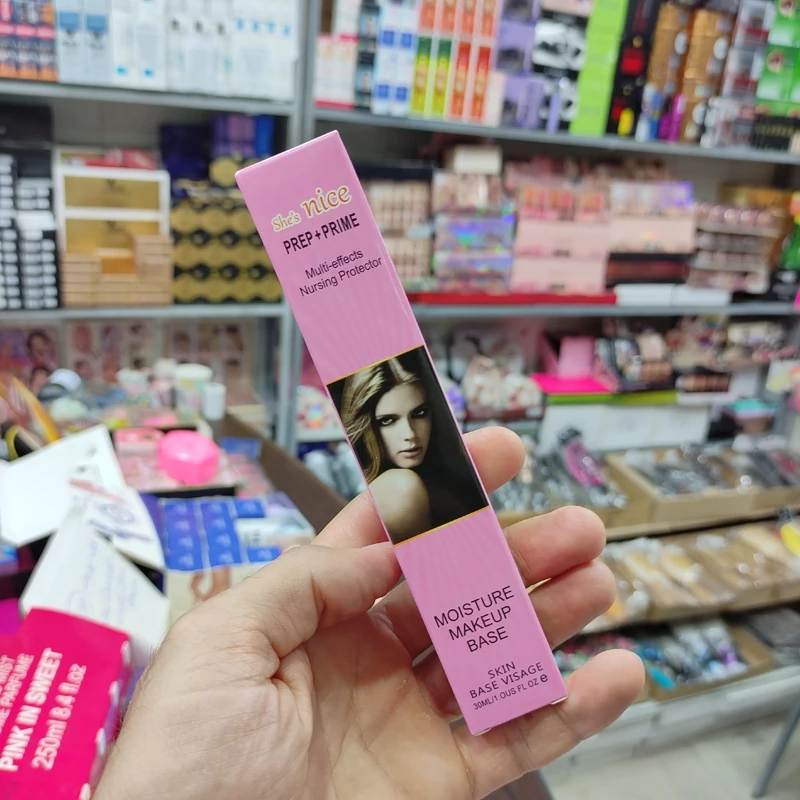 She's nice
PREP+PRIME
Multi-effects
Nursing Protector
MOISTURE
MAKEUP
BASE
SKIN
BASE VISAGE
30ML/1.OUS FL OZ e
PINK IN SWEET
250ml 8.4 fl.oz